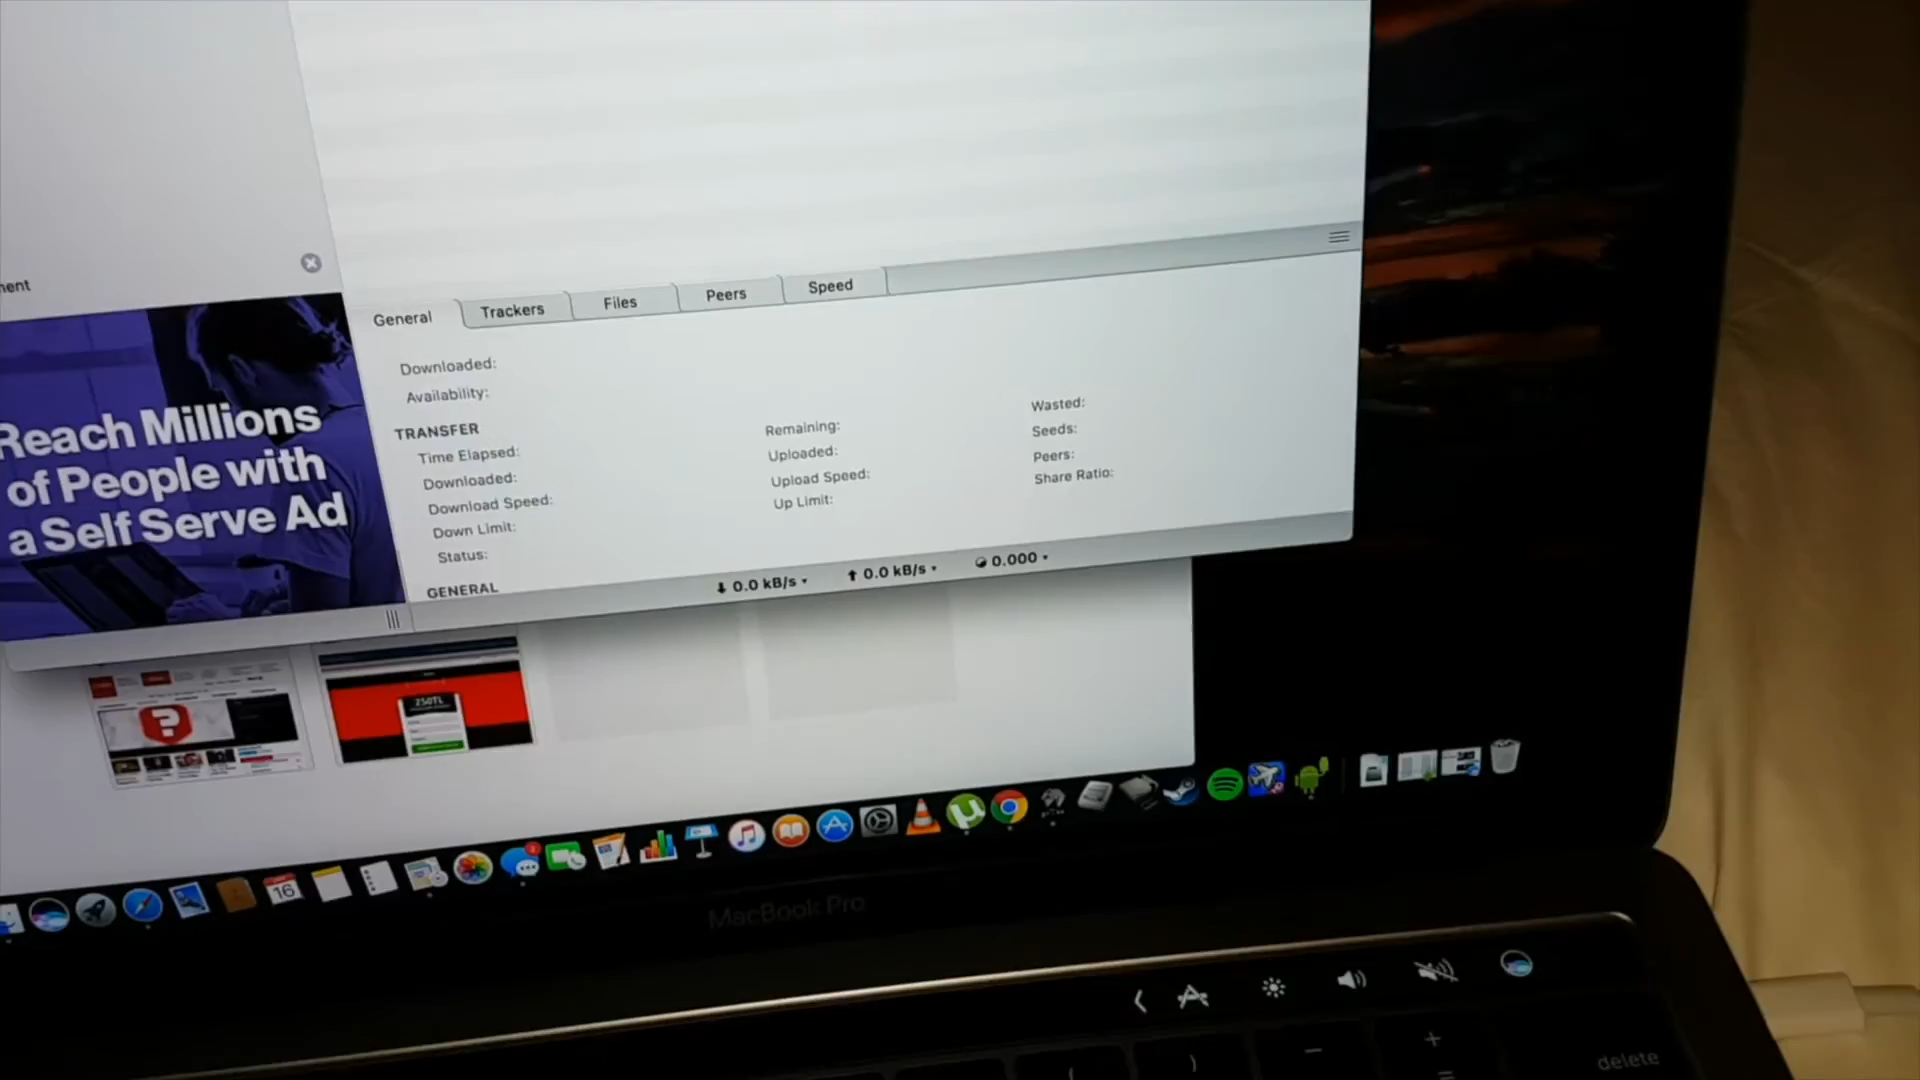 ment
Reach Millions
of People with
a Self Serve Ad
General
Trackers
Files
Peers
Speed
Downloaded:
Availability:
TRANSFER
Time Elapsed:
Downloaded:
Download Speed:
Down Limit:
Status:
Remaining:
Uploaded:
Upload Speed:
Up Limit:
Wasted:
Seeds:
Peers:
Share Ratio:
GENERAL
0.0 kB/s
0.0 kB/s
0.000
250TL
16
MacBook Pro
delete